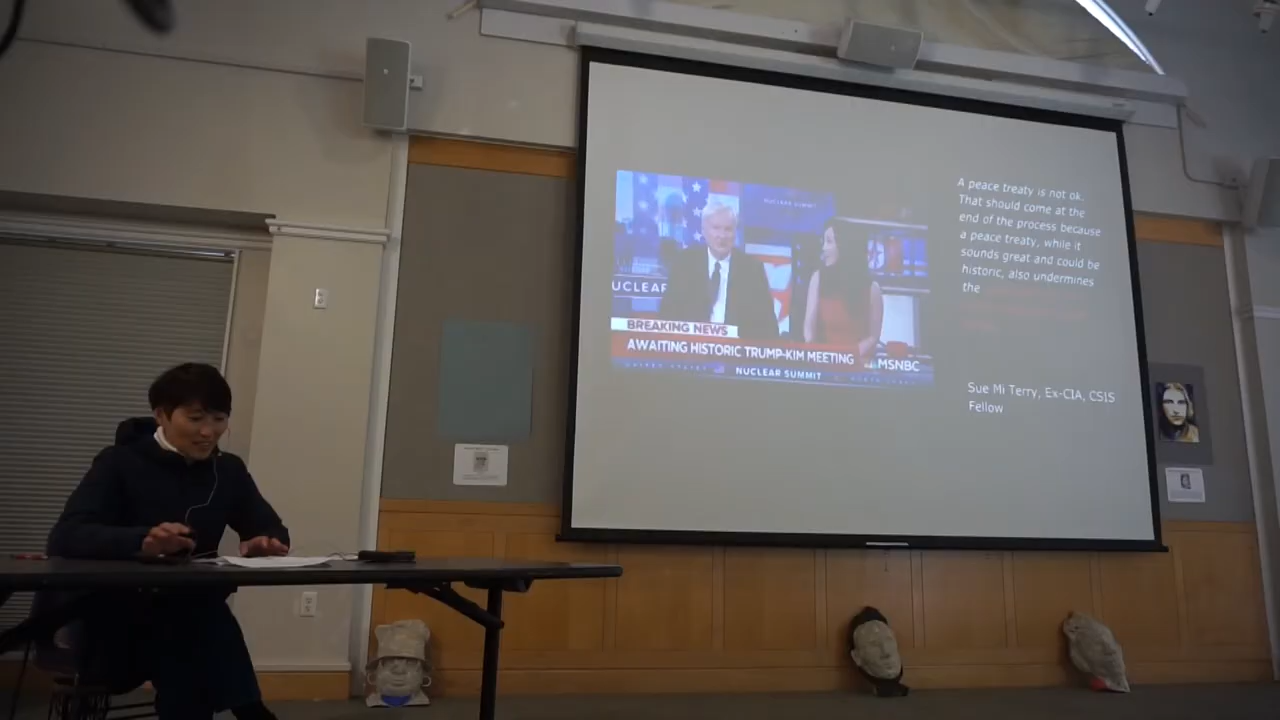 NUCLEAR SUMMIT
UCLEAR
BREAKING NEWS
AWAITING HISTORIC TRUMP-KIM MEETING
MSNBC
NUCLEAR SUMMIT
A peace treaty is not ok.
That should come at the
end of the process because
a peace treaty, while it
sounds great and could be
historic, also undermines
the
Sue Mi Terry, Ex-CIA, CSIS
Fellow